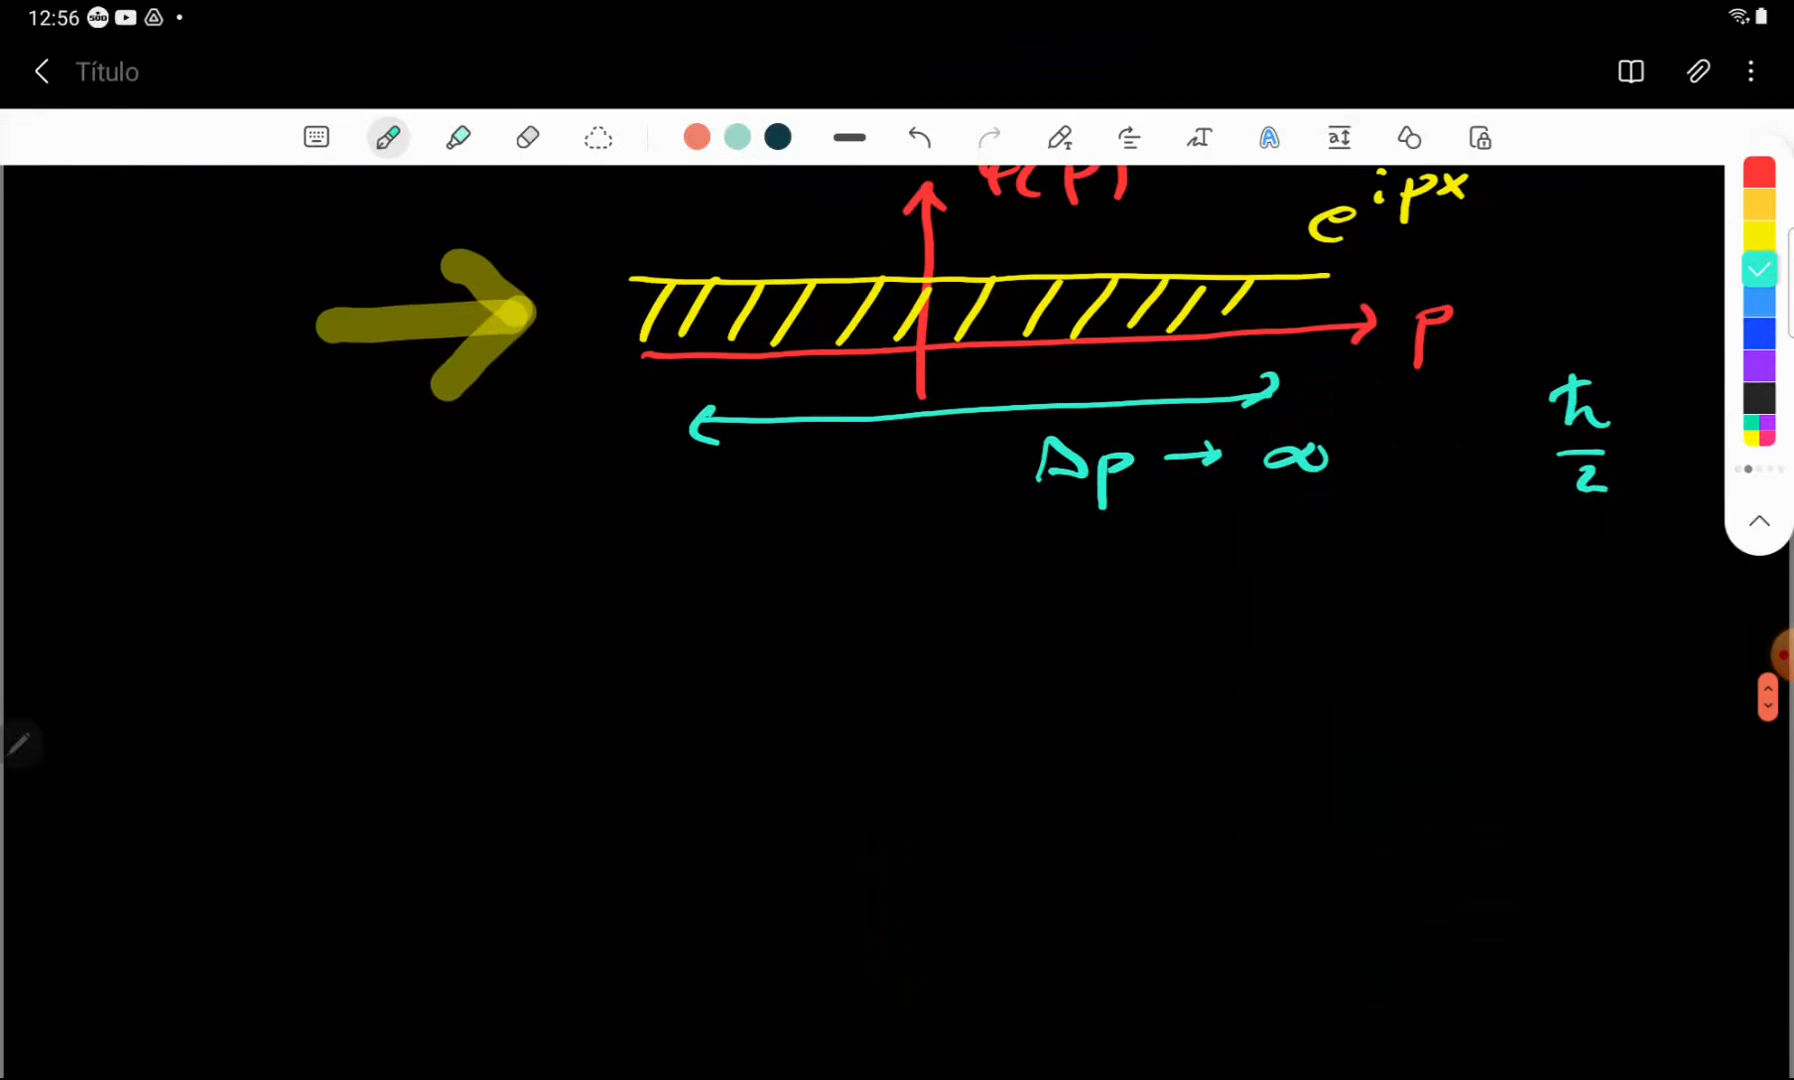 12:56
Título
e^{ipx}
p
Δp → ∞
ħ/2